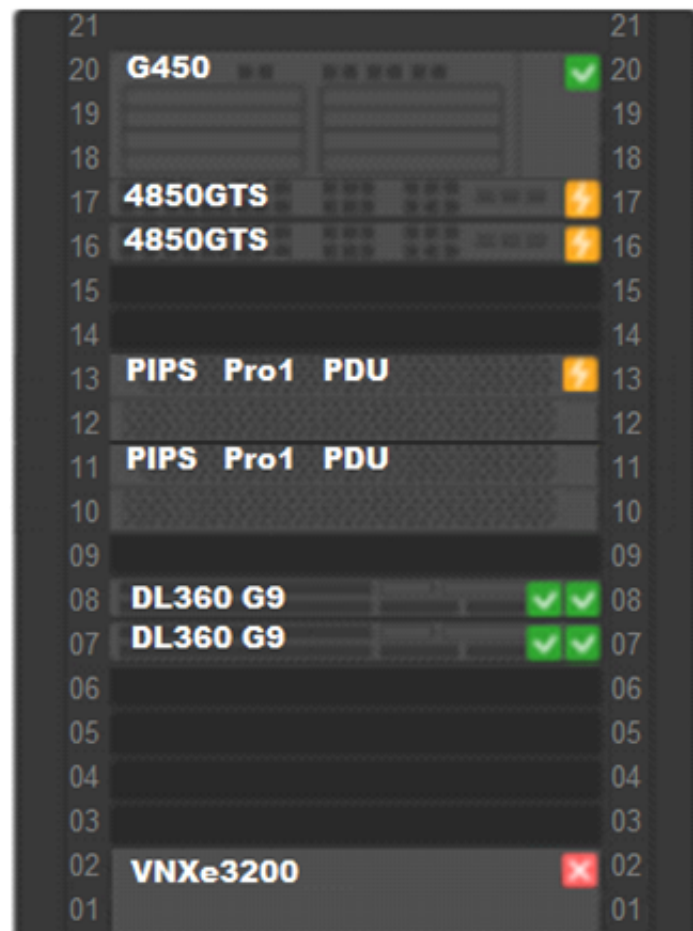 21 21
20 G450 20
19 19
18 18
17 4850GTS 17
16 4850GTS 16
15 15
14 14
13 PIPS Pro1 PDU 13
12 12
11 PIPS Pro1 PDU 11
10 10
09 09
08 DL360 G9 08
07 DL360 G9 07
06 06
05 05
04 04
03 03
02 VNXe3200 02
01 01